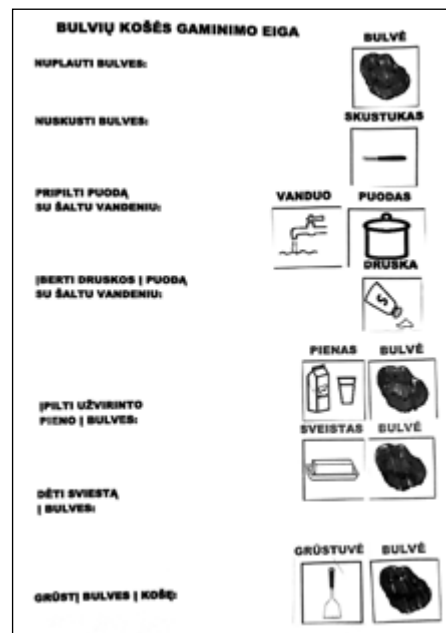 BULVIŲ KOŠĖS GAMINIMO EIGA
BULVĖ
NUPLAUTI BULVES:
SKUSTUKAS
NUSKUSTI BULVES:
VANDUO PUODAS
PRIPILTI PUODĄ
SU ŠALTU VANDENIU:
DRUSKA
ĮBERTI DRUSKOS Į PUODĄ
SU ŠALTU VANDENIU:
S
PIENAS BULVĖ
ĮPILTI UŽVIRINTO
PIENO Į BULVES:
SVEISTAS BULVĖ
DĖTI SVIESTĄ
Į BULVES:
GRŪSTUVĖ BULVĖ
GRŪSTĮ BULVES Į KOŠĘ: